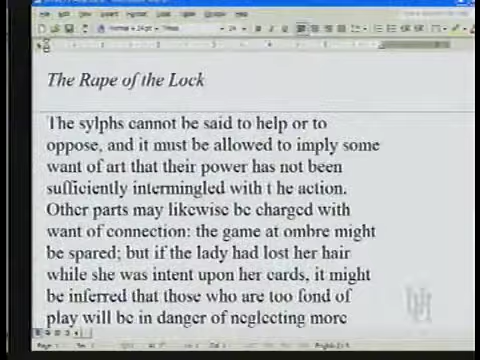 The Rape of the Lock
The sylphs cannot be said to help or to
oppose, and it must be allowed to imply some
want of art that their power has not been
sufficiently intermingled with t he action.
Other parts may likewise be charged with
want of connection: the game at ombre might
be spared; but if the lady had lost her hair
while she was intent upon her cards, it might
be inferred that those who are too fond of
play will be in danger of neglecting more